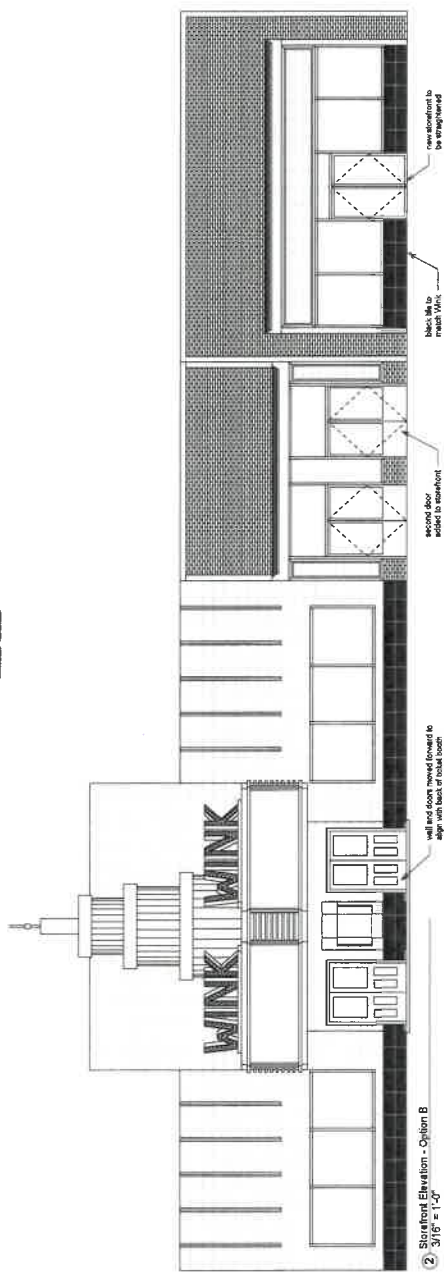 WINK
WINK
wall and doors moved forward to
align with back of ticket booth
second door
added to storefront
black tile to
match Wink
new storefront to
be straightened
2 Storefront Elevation - Option B
3/16" = 1'-0"